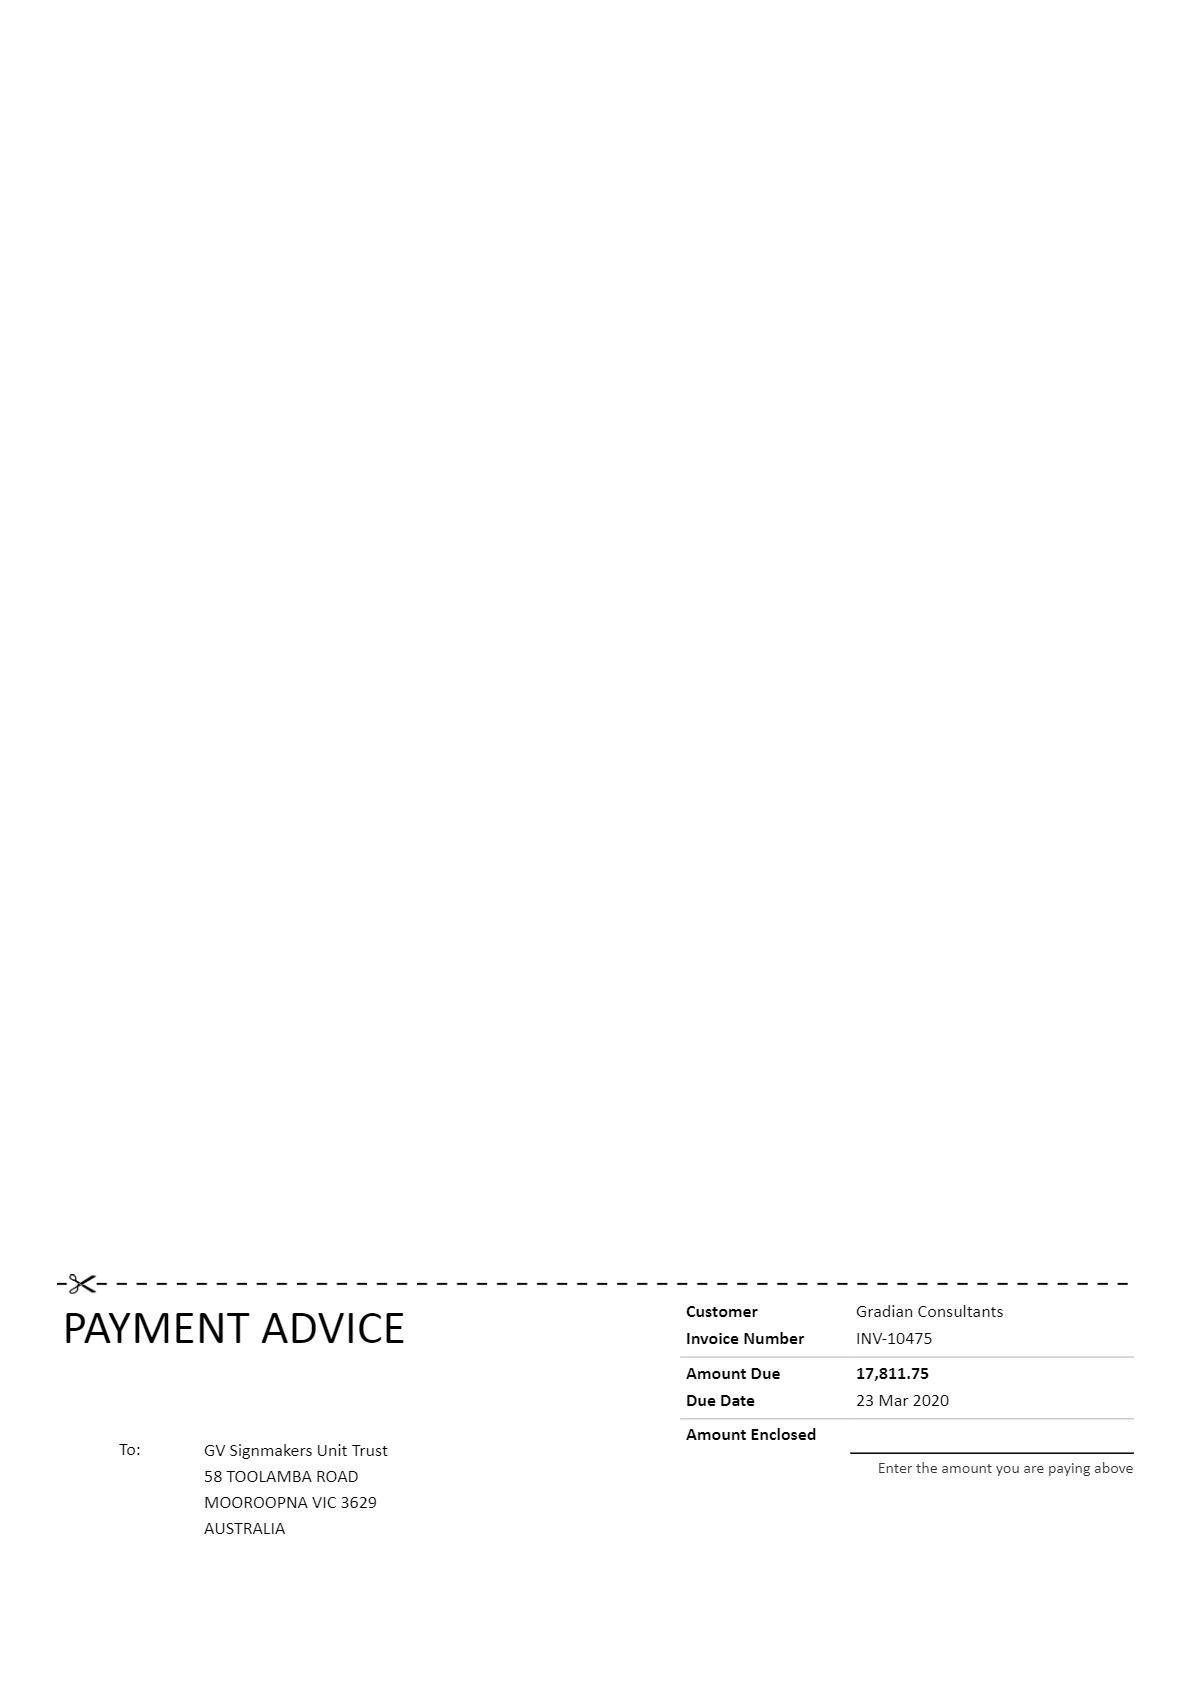 PAYMENT ADVICE
To:
GV Signmakers Unit Trust
58 TOOLAMBA ROAD
MOOROOPNA VIC 3629
AUSTRALIA
Customer Gradian Consultants
Invoice Number INV-10475
Amount Due 17,811.75
Due Date 23 Mar 2020
Amount Enclosed
Enter the amount you are paying above